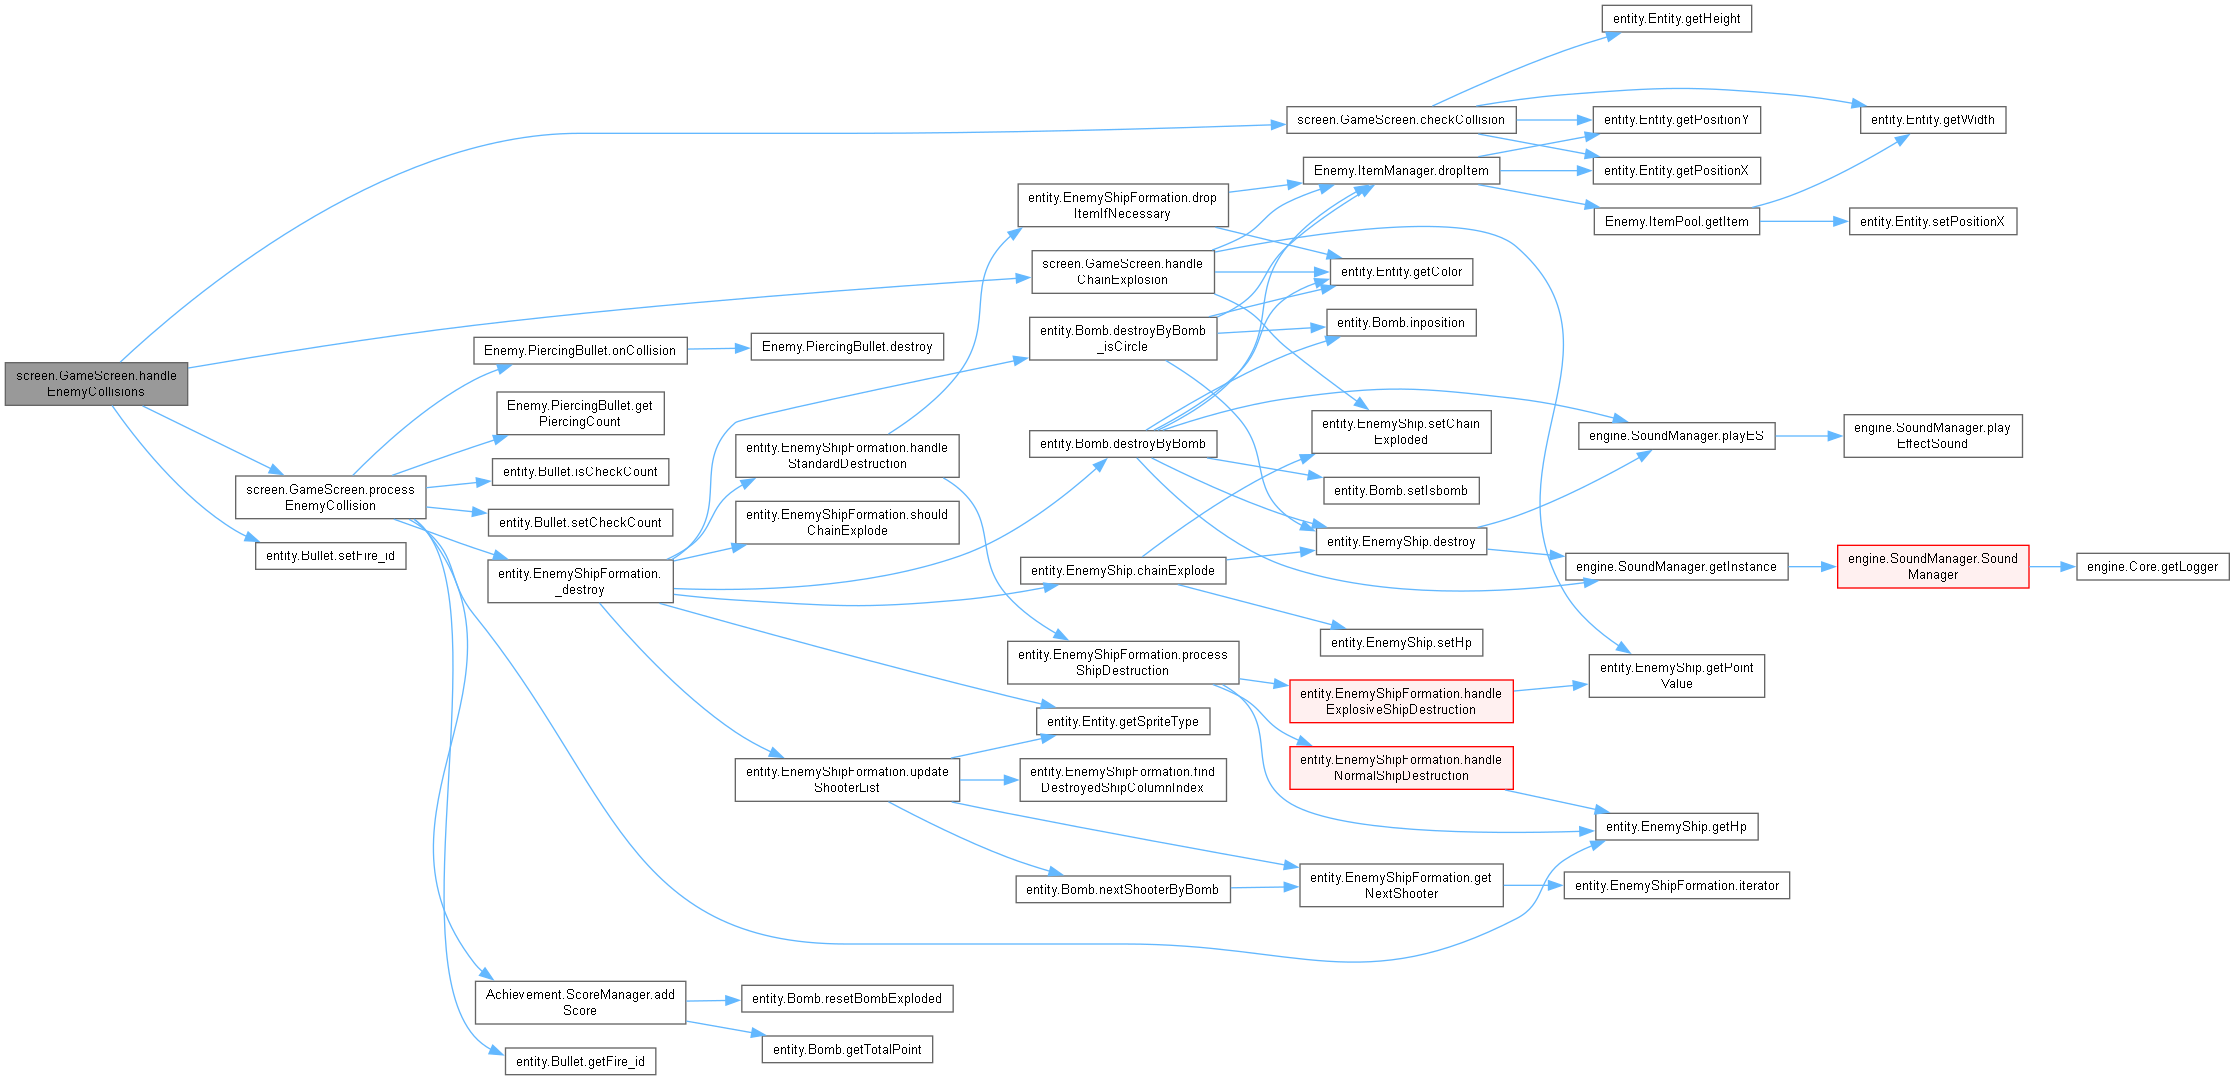 screen.GameScreen.handle
EnemyCollisions
screen.GameScreen.process
EnemyCollision
entity.Bullet.setFire_id
Enemy.PiercingBullet.onCollision
Enemy.PiercingBullet.get
PiercingCount
entity.Bullet.isCheckCount
entity.Bullet.setCheckCount
entity.EnemyShipFormation.
_destroy
Achievement.ScoreManager.add
Score
entity.Bullet.getFire_id
Enemy.PiercingBullet.destroy
entity.EnemyShipFormation.handle
StandardDestruction
entity.EnemyShipFormation.should
ChainExplode
entity.EnemyShipFormation.update
ShooterList
entity.Bomb.resetBombExploded
entity.Bomb.getTotalPoint
entity.EnemyShipFormation.drop
ItemIfNecessary
screen.GameScreen.handle
ChainExplosion
entity.Bomb.destroyByBomb
_isCircle
entity.Bomb.destroyByBomb
entity.EnemyShip.chainExplode
entity.EnemyShipFormation.process
ShipDestruction
entity.Entity.getSpriteType
entity.EnemyShipFormation.find
DestroyedShipColumnIndex
entity.Bomb.nextShooterByBomb
screen.GameScreen.checkCollision
Enemy.ItemManager.dropItem
entity.Entity.getColor
entity.Bomb.inposition
entity.EnemyShip.setChain
Exploded
entity.Bomb.setIsbomb
entity.EnemyShip.destroy
entity.EnemyShip.setHp
entity.EnemyShipFormation.handle
ExplosiveShipDestruction
entity.EnemyShipFormation.handle
NormalShipDestruction
entity.EnemyShipFormation.get
NextShooter
entity.Entity.getHeight
entity.Entity.getPositionY
entity.Entity.getPositionX
Enemy.ItemPool.getItem
engine.SoundManager.playES
engine.SoundManager.getInstance
entity.EnemyShip.getPoint
Value
entity.EnemyShip.getHp
entity.EnemyShipFormation.iterator
entity.Entity.getWidth
entity.Entity.setPositionX
engine.SoundManager.play
EffectSound
engine.SoundManager.Sound
Manager
engine.Core.getLogger